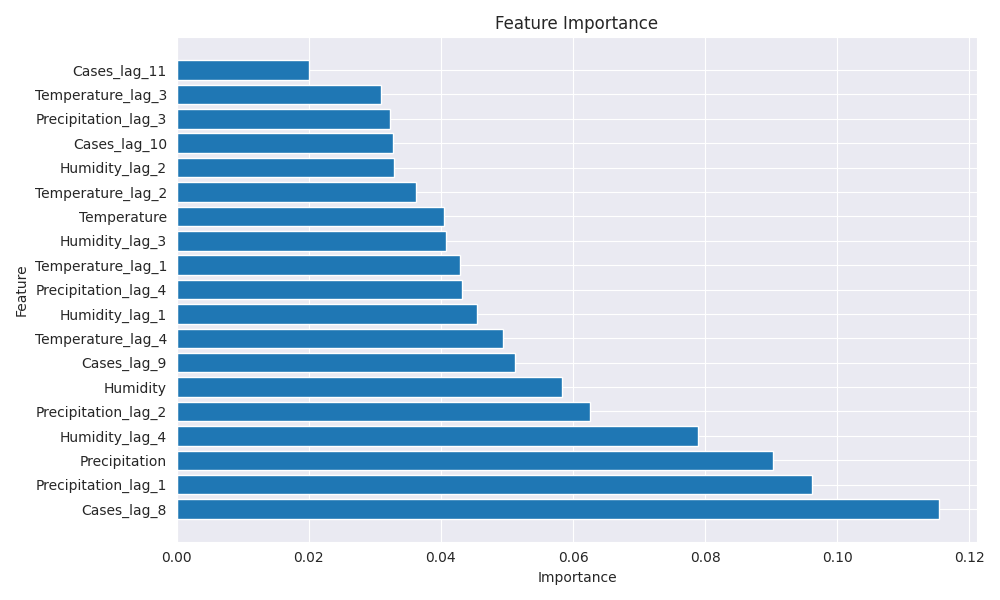 Feature Importance
Cases_lag_11
Temperature_lag_3
Precipitation_lag_3
Cases_lag_10
Humidity_lag_2
Temperature_lag_2
Temperature
Humidity_lag_3
Temperature_lag_1
Precipitation_lag_4
Humidity_lag_1
Temperature_lag_4
Cases_lag_9
Humidity
Precipitation_lag_2
Humidity_lag_4
Precipitation
Precipitation_lag_1
Cases_lag_8
Feature
0.00 0.02 0.04 0.06 0.08 0.10 0.12
Importance